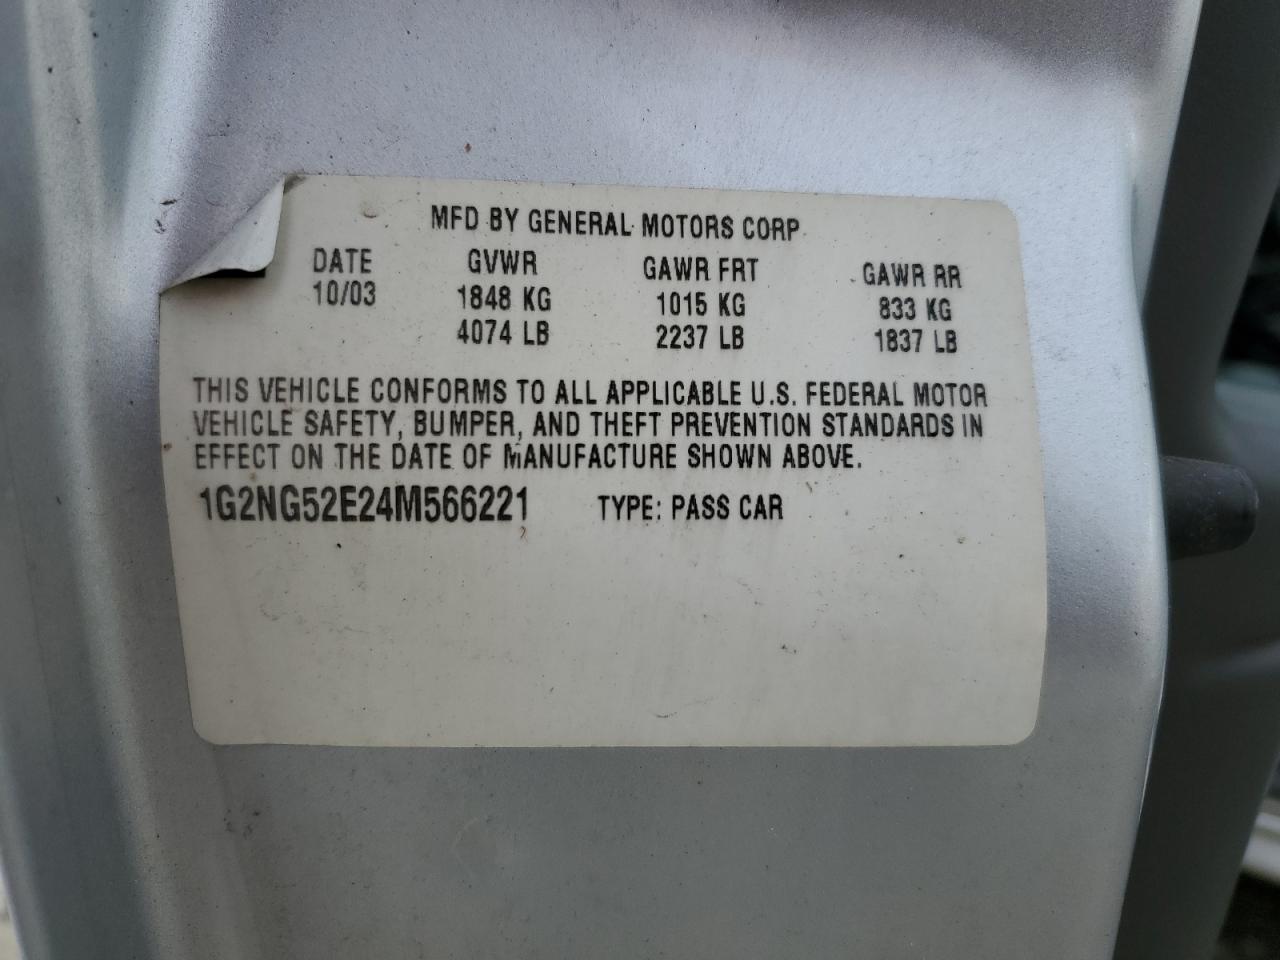 MFD BY GENERAL MOTORS CORP
DATE GVWR GAWR FRT GAWR RR
10/03 1848 KG 1015 KG 833 KG
4074 LB 2237 LB 1837 LB
THIS VEHICLE CONFORMS TO ALL APPLICABLE U.S. FEDERAL MOTOR
VEHICLE SAFETY, BUMPER, AND THEFT PREVENTION STANDARDS IN
EFFECT ON THE DATE OF MANUFACTURE SHOWN ABOVE.
1G2NG52E24M566221 TYPE: PASS CAR